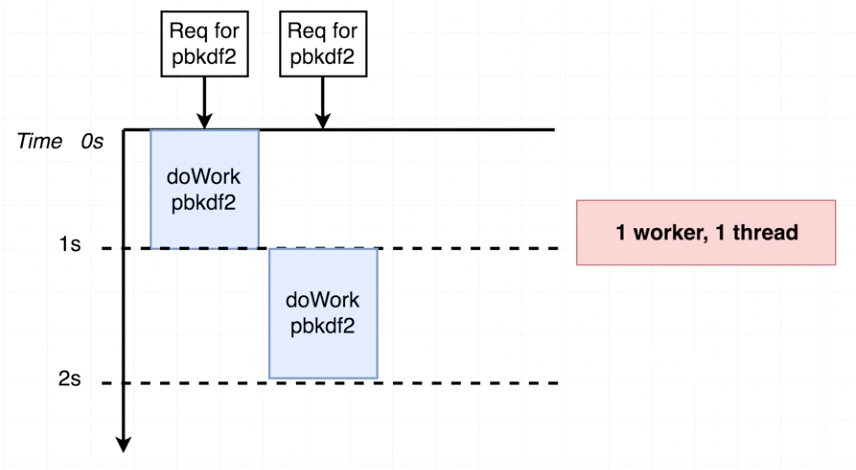 Req for
pbkdf2
Req for
pbkdf2
Time 0s
doWork
pbkdf2
1s
1 worker, 1 thread
doWork
pbkdf2
2s